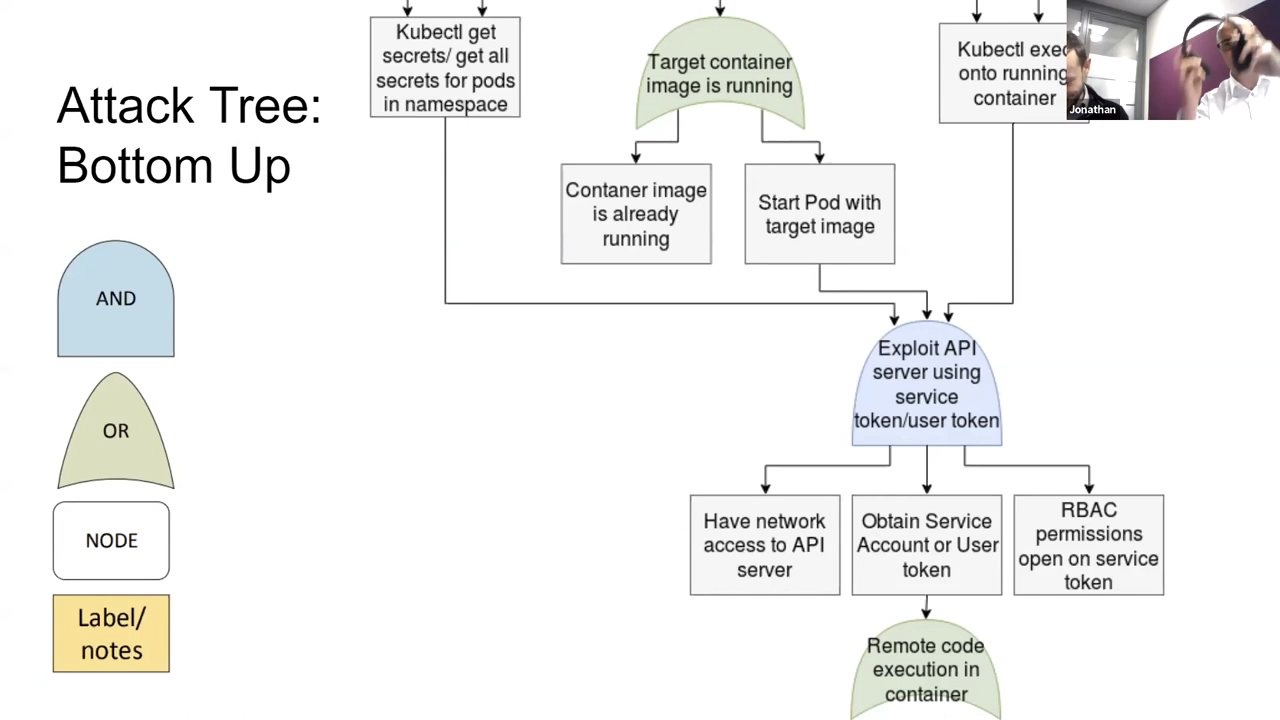 Attack Tree:
Bottom Up
AND
OR
NODE
Label/
notes
Kubectl get
secrets/ get all
secrets for pods
in namespace
Target container
image is running
Kubectl exec
onto running
container
Jonathan
Contaner image
is already
running
Start Pod with
target image
Exploit API
server using
service
token/user token
Have network
access to API
server
Obtain Service
Account or User
token
RBAC
permissions
open on service
token
Remote code
execution in
container